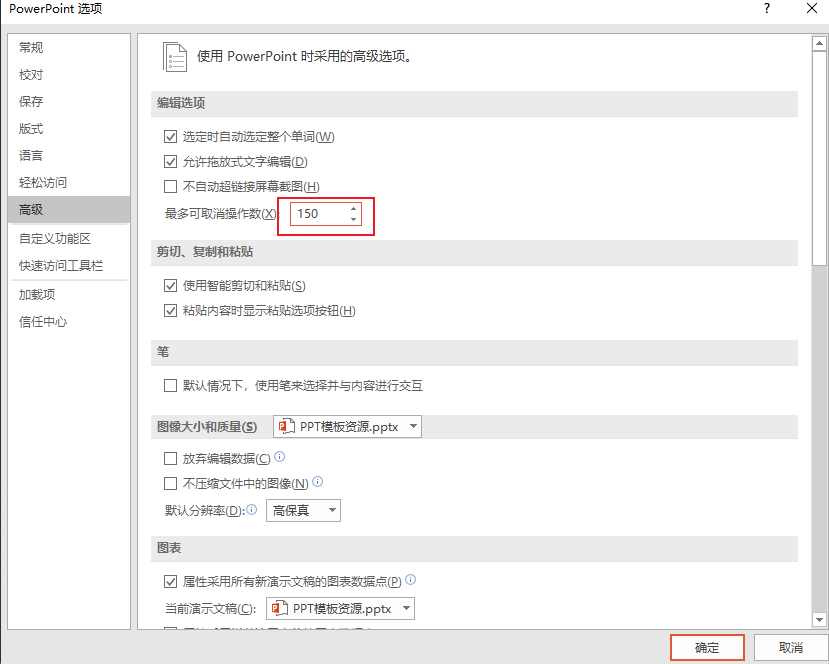 PowerPoint 选项
?
常规
校对
保存
版式
语言
轻松访问
高级
自定义功能区
快速访问工具栏
加载项
信任中心
使用 PowerPoint 时采用的高级选项。
编辑选项
选定时自动选定整个单词(W)
允许拖放式文字编辑(D)
不自动超链接屏幕截图(H)
最多可取消操作数(X) 150
剪切、复制和粘贴
使用智能剪切和粘贴(S)
粘贴内容时显示粘贴选项按钮(H)
笔
默认情况下，使用笔来选择并与内容进行交互
图像大小和质量(S) PPT模板资源.pptx
放弃编辑数据(C)
不压缩文件中的图像(N)
默认分辨率(D): 高保真
图表
属性采用所有新演示文稿的图表数据点(P)
当前演示文稿(C): PPT模板资源.pptx
确定 取消